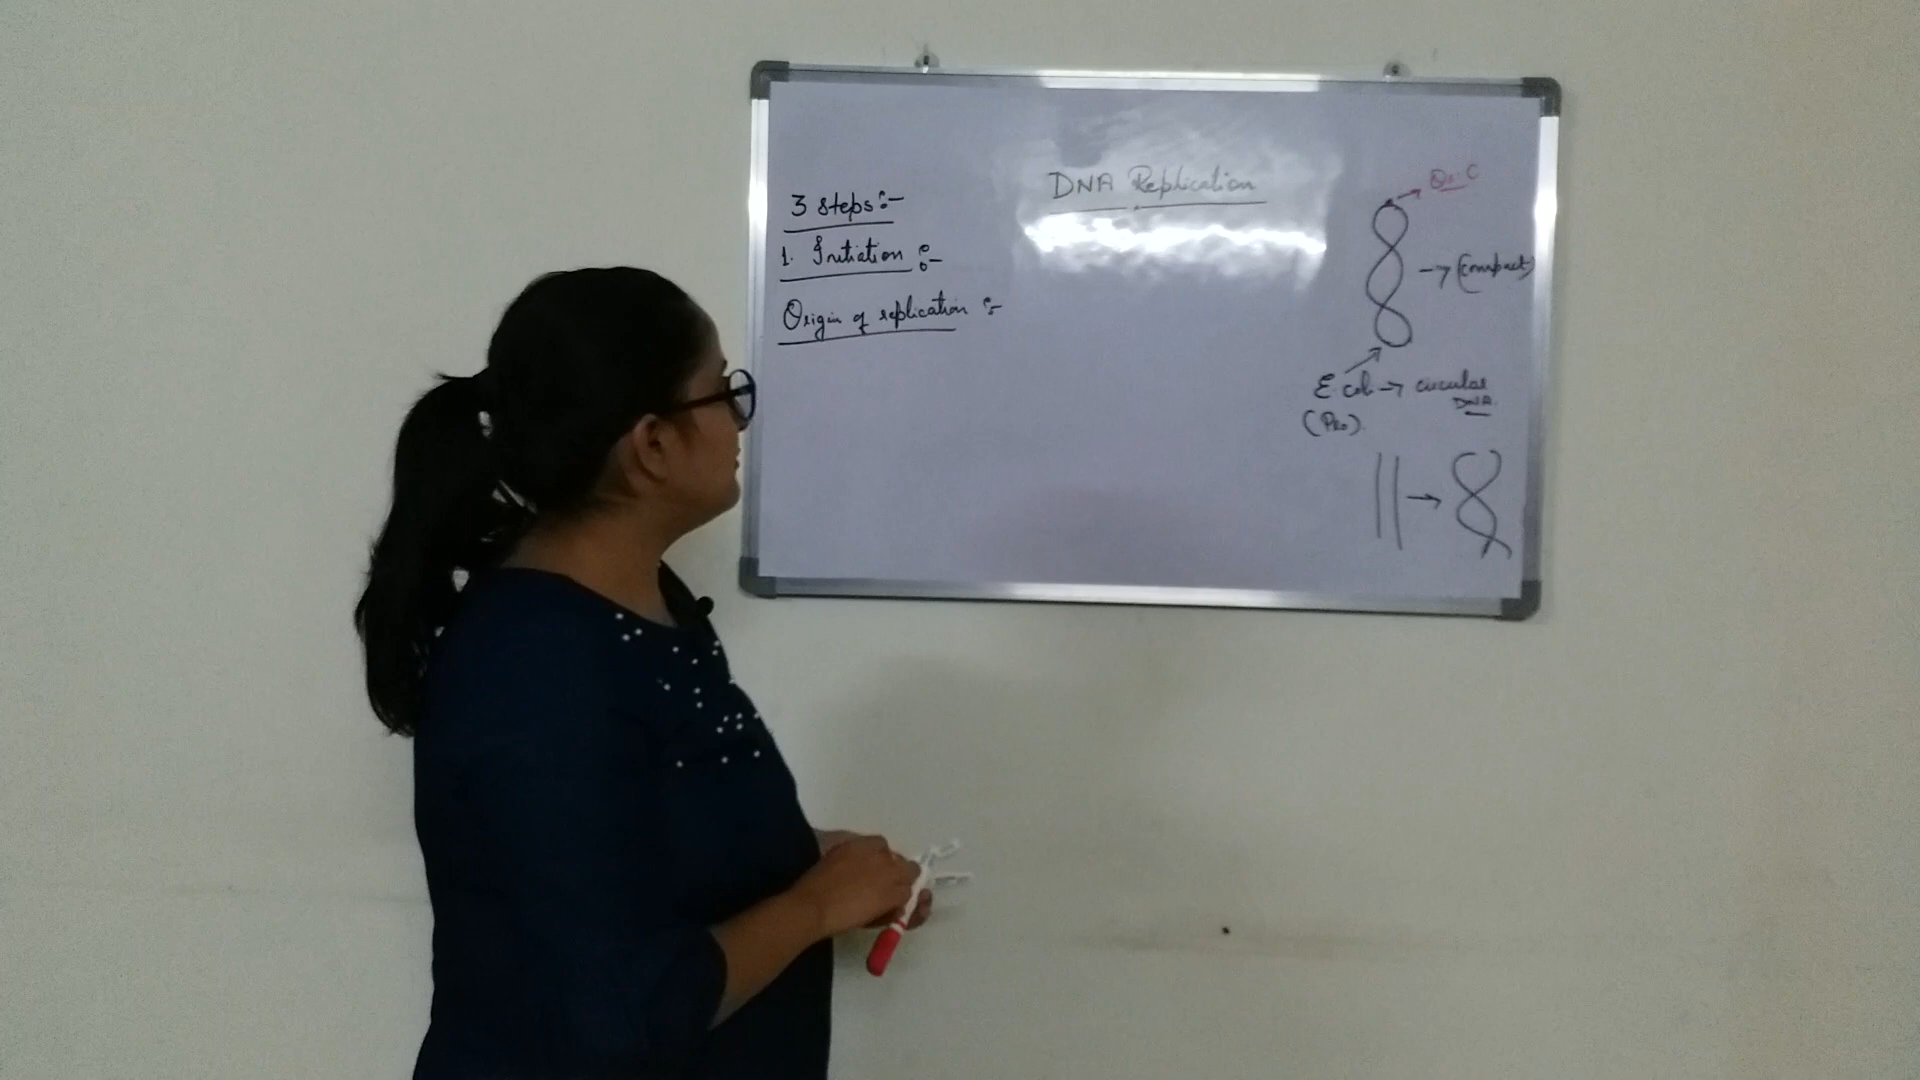 DNA Replication
3 steps :-
1. Initiation :-
Origin of replication :-
Ori C
→ (Compact)
E. coli → circular
DNA
(Pro)